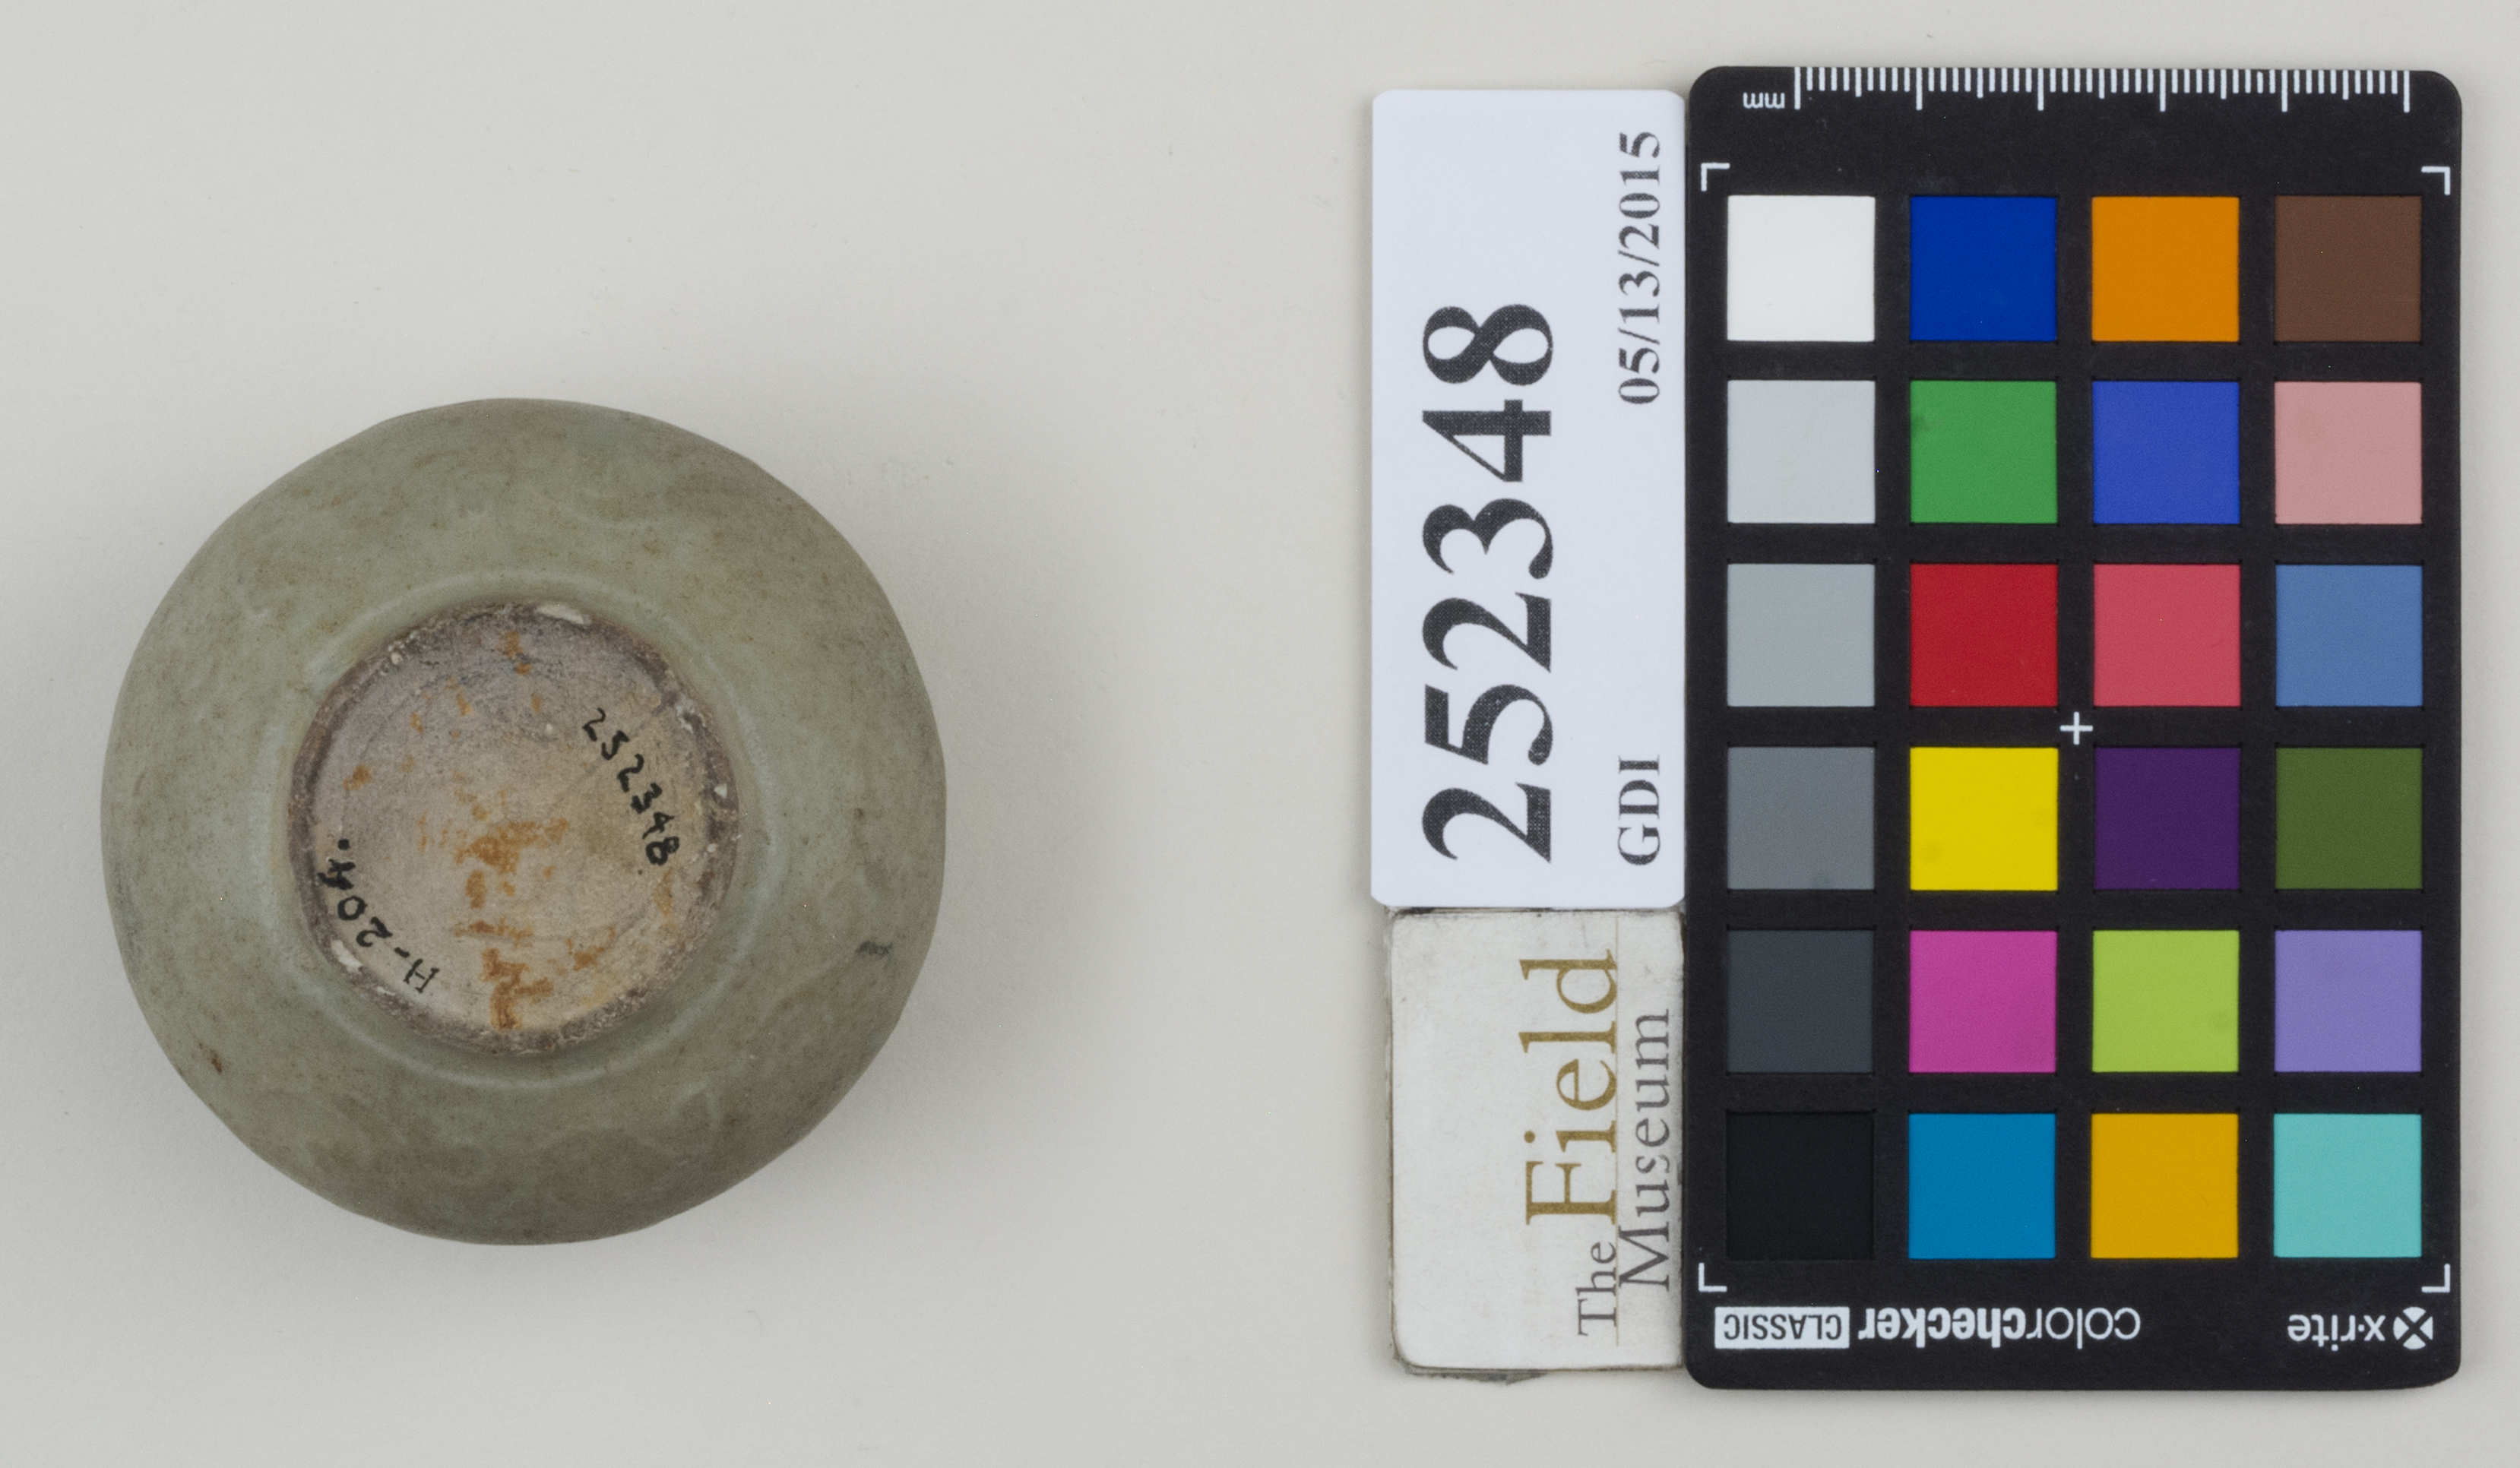 252348
H-204.
252348
GDI 05/13/2015
The Field
Museum
mm
x·rite
colorchecker CLASSIC